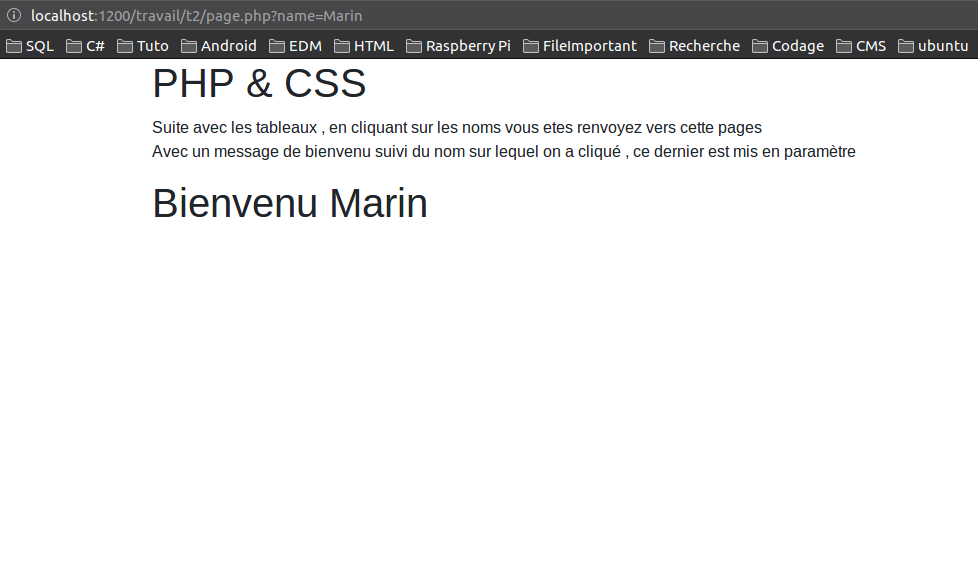 localhost:1200/travail/t2/page.php?name=Marin
SQL C# Tuto Android EDM HTML Raspberry Pi FileImportant Recherche Codage CMS ubuntu
PHP & CSS
Suite avec les tableaux , en cliquant sur les noms vous etes renvoyez vers cette pages
Avec un message de bienvenu suivi du nom sur lequel on a cliqué , ce dernier est mis en paramètre
Bienvenu Marin